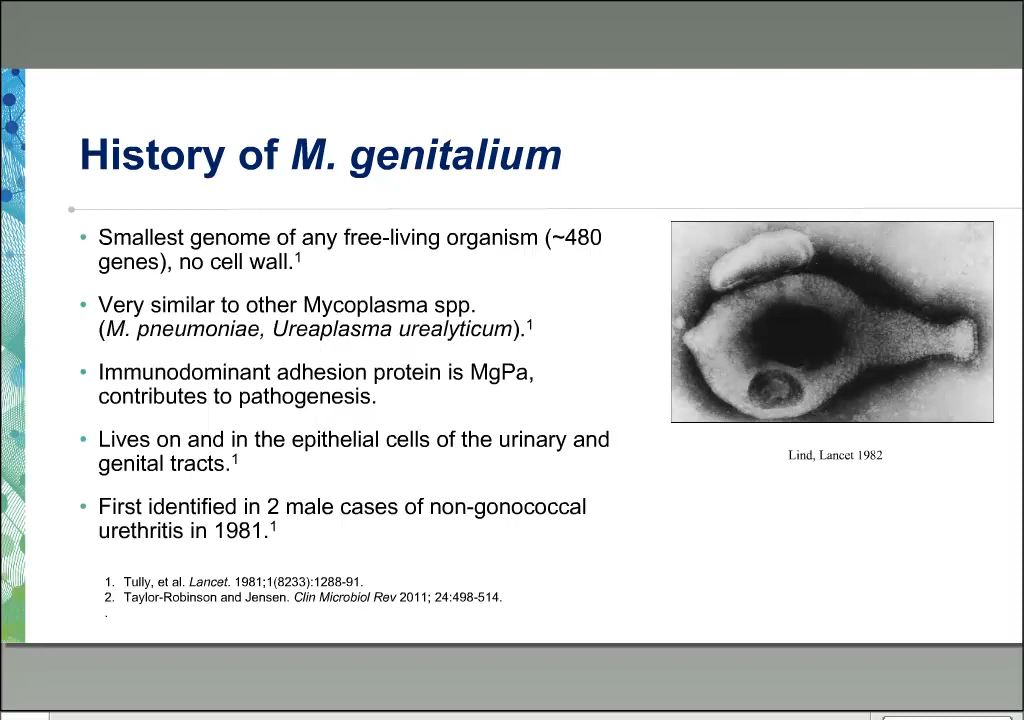 History of M. genitalium
• Smallest genome of any free-living organism (~480
genes), no cell wall.¹
• Very similar to other Mycoplasma spp.
(M. pneumoniae, Ureaplasma urealyticum).¹
• Immunodominant adhesion protein is MgPa,
contributes to pathogenesis.
• Lives on and in the epithelial cells of the urinary and
genital tracts.¹
• First identified in 2 male cases of non-gonococcal
urethritis in 1981.¹
Lind, Lancet 1982
1. Tully, et al. Lancet. 1981;1(8233):1288-91.
2. Taylor-Robinson and Jensen. Clin Microbiol Rev 2011; 24:498-514.
.